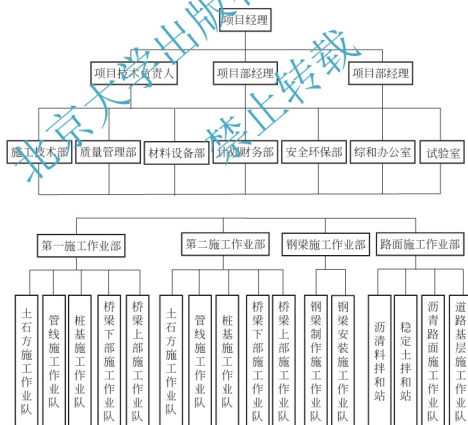 项目经理
项目技术负责人
项目部经理
项目部经理
施工技术部
质量管理部
材料设备部
计划财务部
安全环保部
综和办公室
试验室
第一施工作业部
第二施工作业部
钢梁施工作业部
路面施工作业部
土石方施工作业队
管线施工作业队
桩基施工作业队
桥梁下部施工作业队
桥梁上部施工作业队
土石方施工作业队
管线施工作业队
桩基施工作业队
桥梁下部施工作业队
桥梁上部施工作业队
钢梁制作施工作业队
钢梁安装施工作业队
沥清料拌和站
稳定土拌和站
沥青路面施工作业队
道路基层施工作业队
北京大学出版社
禁止转载